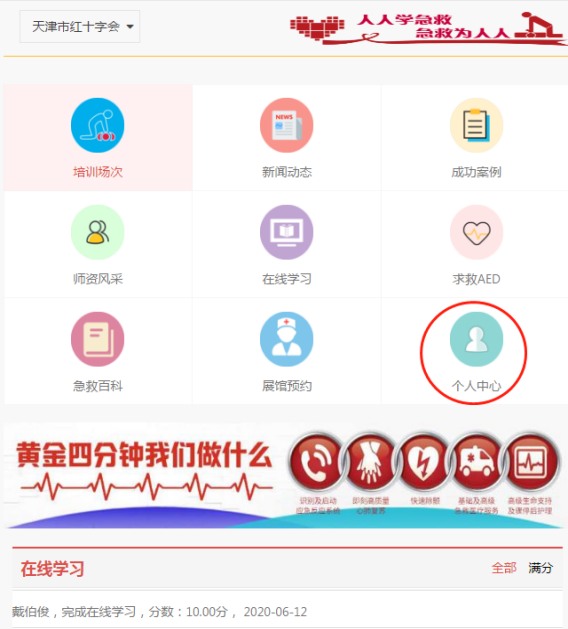 天津市红十字会
人人学急救
急救为人人
培训场次
NEWS
新闻动态
成功案例
师资风采
在线学习
求救AED
急救百科
展馆预约
个人中心
黄金四分钟我们做什么
识别及启动
应急反应系统
即刻高质量
心肺复苏
快速除颤
基础及高级
急救医疗服务
高级生命支持
及骤停后护理
在线学习
全部 满分
戴伯俊，完成在线学习，分数：10.00分， 2020-06-12